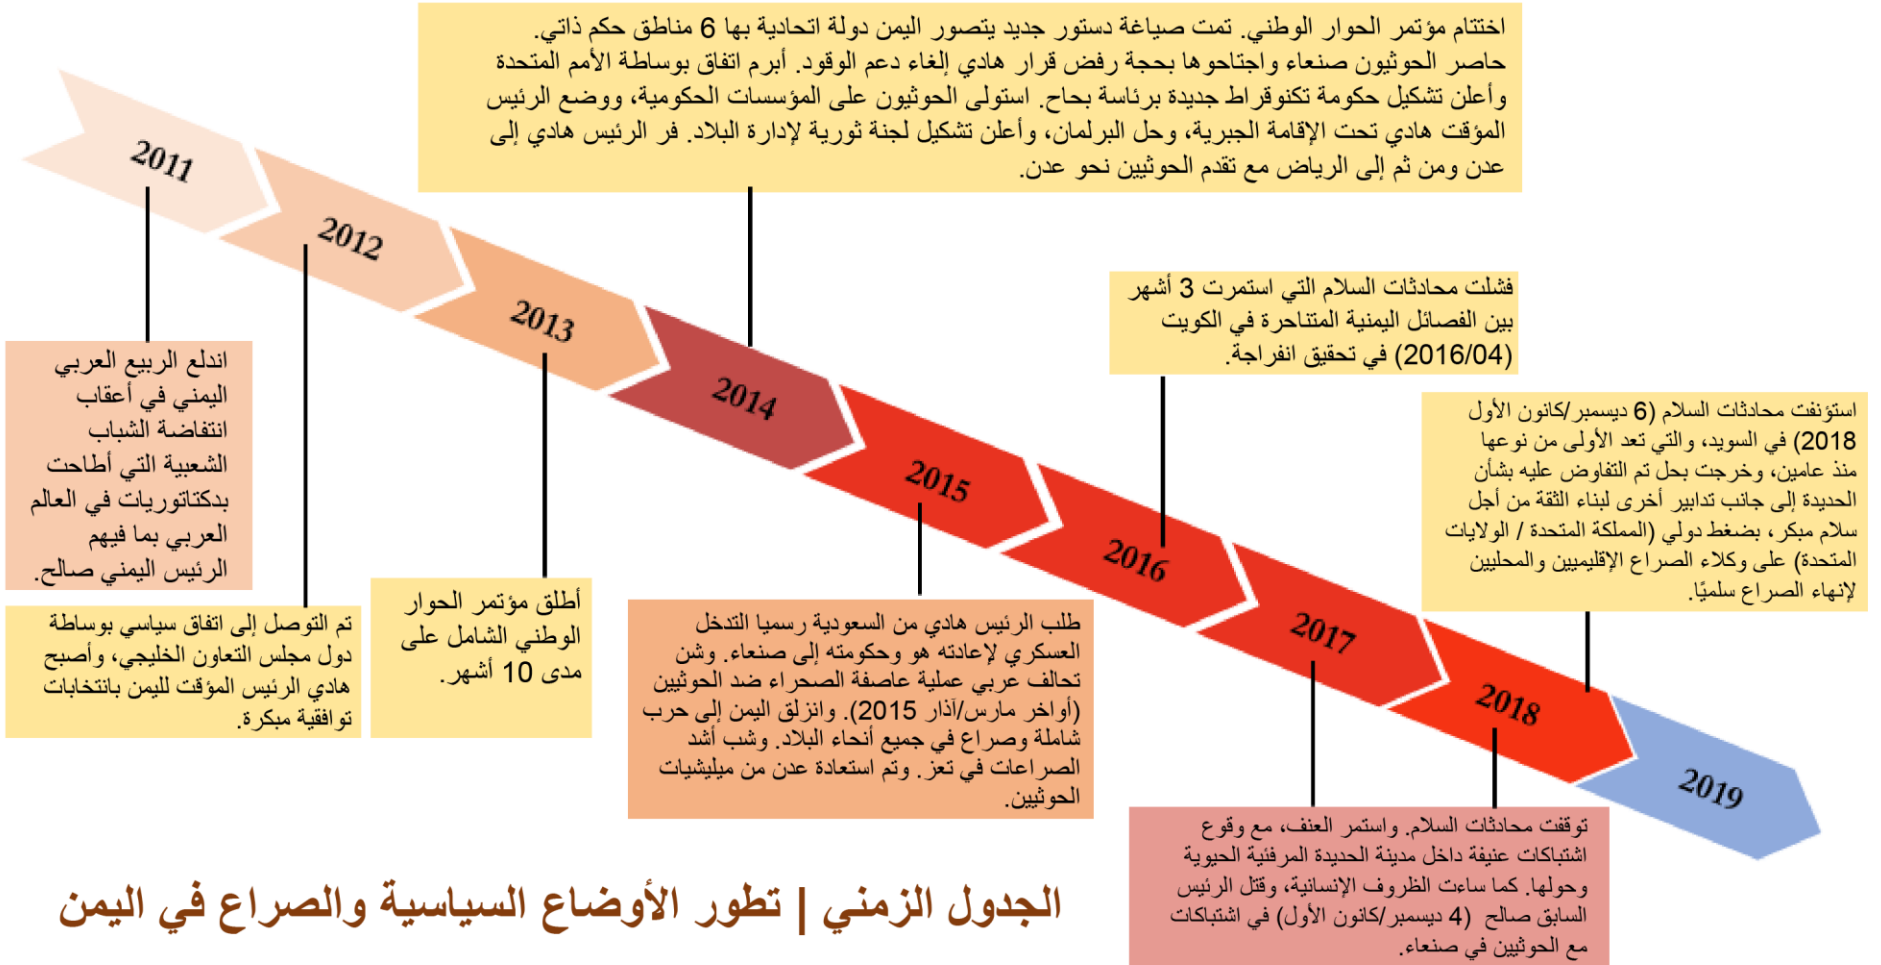 اختتام مؤتمر الحوار الوطني. تمت صياغة دستور جديد يتصور اليمن دولة اتحادية بها 6 مناطق حكم ذاتي.
حاصر الحوثيون صنعاء واجتاحوها بحجة رفض قرار هادي إلغاء دعم الوقود. أبرم اتفاق بوساطة الأمم المتحدة
وأعلن تشكيل حكومة تكنوقراط جديدة برئاسة بحاح. استولى الحوثيون على المؤسسات الحكومية، ووضع الرئيس
المؤقت هادي تحت الإقامة الجبرية، وحل البرلمان، وأعلن تشكيل لجنة ثورية لإدارة البلاد. فر الرئيس هادي إلى
عدن ومن ثم إلى الرياض مع تقدم الحوثيين نحو عدن.
2011
2012
2013
2014
2015
2016
2017
2018
2019
اندلع الربيع العربي
اليمني في أعقاب
انتفاضة الشباب
الشعبية التي أطاحت
بدكتاتوريات في العالم
العربي بما فيهم
الرئيس اليمني صالح.
تم التوصل إلى اتفاق سياسي بوساطة
دول مجلس التعاون الخليجي، وأصبح
هادي الرئيس المؤقت لليمن بانتخابات
توافقية مبكرة.
أطلق مؤتمر الحوار
الوطني الشامل على
مدى 10 أشهر.
طلب الرئيس هادي من السعودية رسميا التدخل
العسكري لإعادته هو وحكومته إلى صنعاء. وشن
تحالف عربي عملية عاصفة الصحراء ضد الحوثيين
(أواخر مارس/آذار 2015). وانزلق اليمن إلى حرب
شاملة وصراع في جميع أنحاء البلاد. وشب أشد
الصراعات في تعز. وتم استعادة عدن من ميليشيات
الحوثيين.
فشلت محادثات السلام التي استمرت 3 أشهر
بين الفصائل اليمنية المتناحرة في الكويت
(2016/04) في تحقيق انفراجة.
استؤنفت محادثات السلام (6 ديسمبر/كانون الأول
2018) في السويد، والتي تعد الأولى من نوعها
منذ عامين، وخرجت بحل تم التفاوض عليه بشأن
الحديدة إلى جانب تدابير أخرى لبناء الثقة من أجل
سلام مبكر، بضغط دولي (المملكة المتحدة / الولايات
المتحدة) على وكلاء الصراع الإقليميين والمحليين
لإنهاء الصراع سلميًا.
توقفت محادثات السلام. واستمر العنف، مع وقوع
اشتباكات عنيفة داخل مدينة الحديدة المرفئية الحيوية
وحولها. كما ساءت الظروف الإنسانية، وقتل الرئيس
السابق صالح (4 ديسمبر/كانون الأول) في اشتباكات
مع الحوثيين في صنعاء.
الجدول الزمني | تطور الأوضاع السياسية والصراع في اليمن